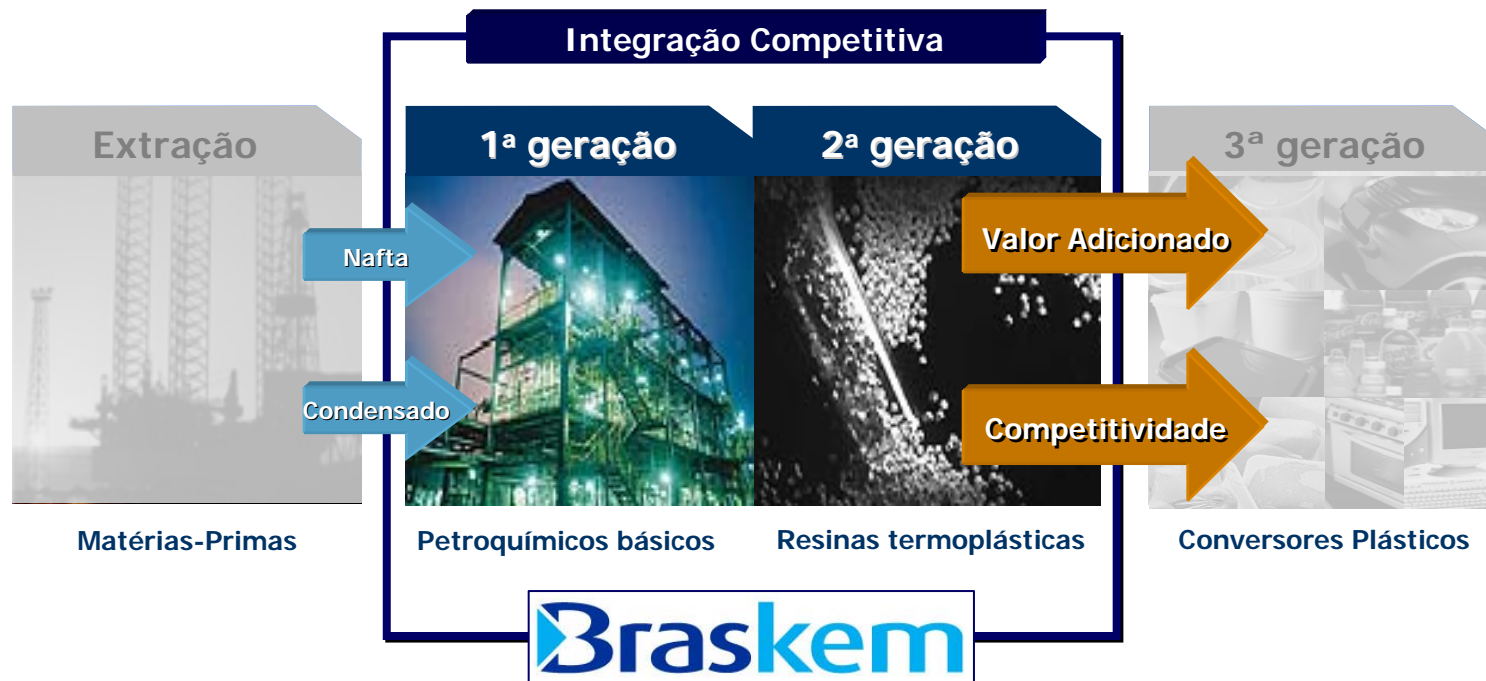 Integração Competitiva
Extração
1ª geração
2ª geração
3ª geração
Nafta
Condensado
Valor Adicionado
Competitividade
Matérias-Primas
Petroquímicos básicos
Resinas termoplásticas
Conversores Plásticos
Braskem